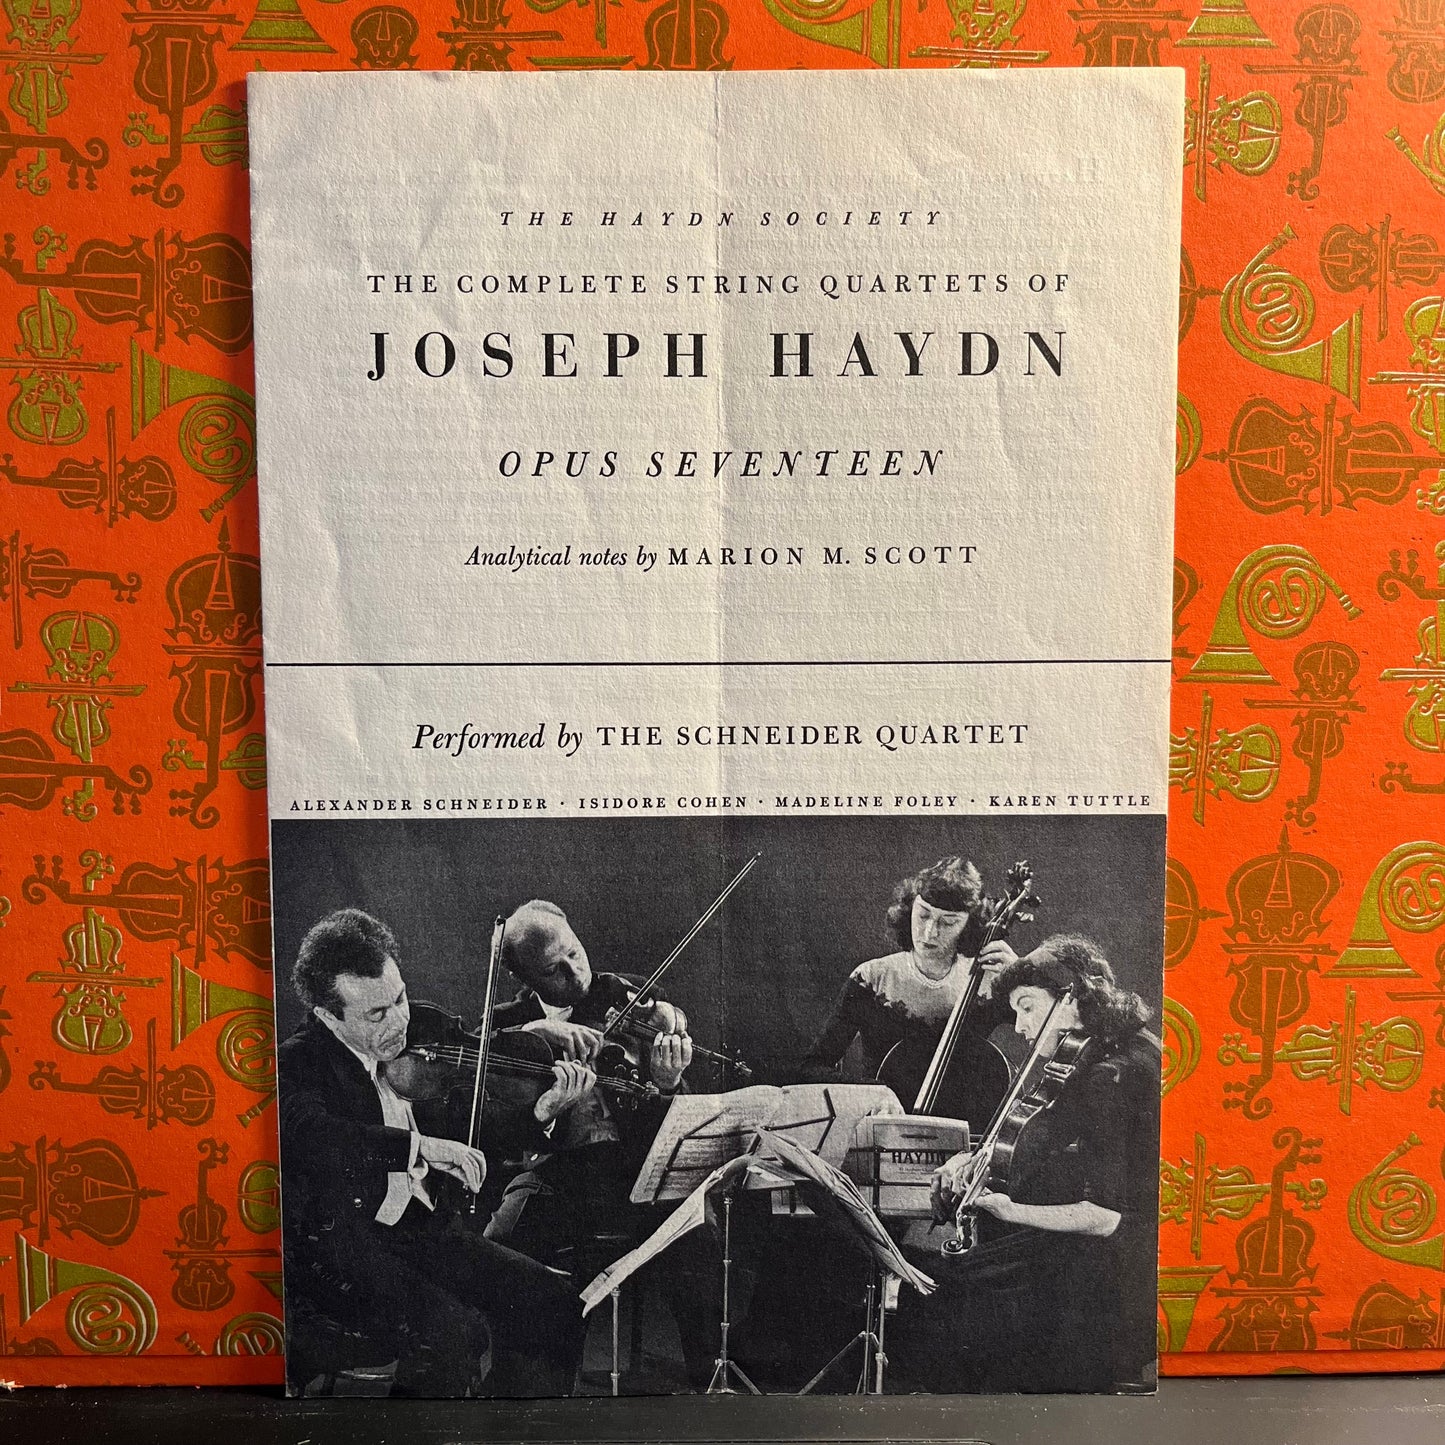 THE HAYDN SOCIETY
THE COMPLETE STRING QUARTETS OF
JOSEPH HAYDN
OPUS SEVENTEEN
Analytical notes by MARION M. SCOTT
Performed by THE SCHNEIDER QUARTET
ALEXANDER SCHNEIDER · ISIDORE COHEN · MADELINE FOLEY · KAREN TUTTLE
HAYDN